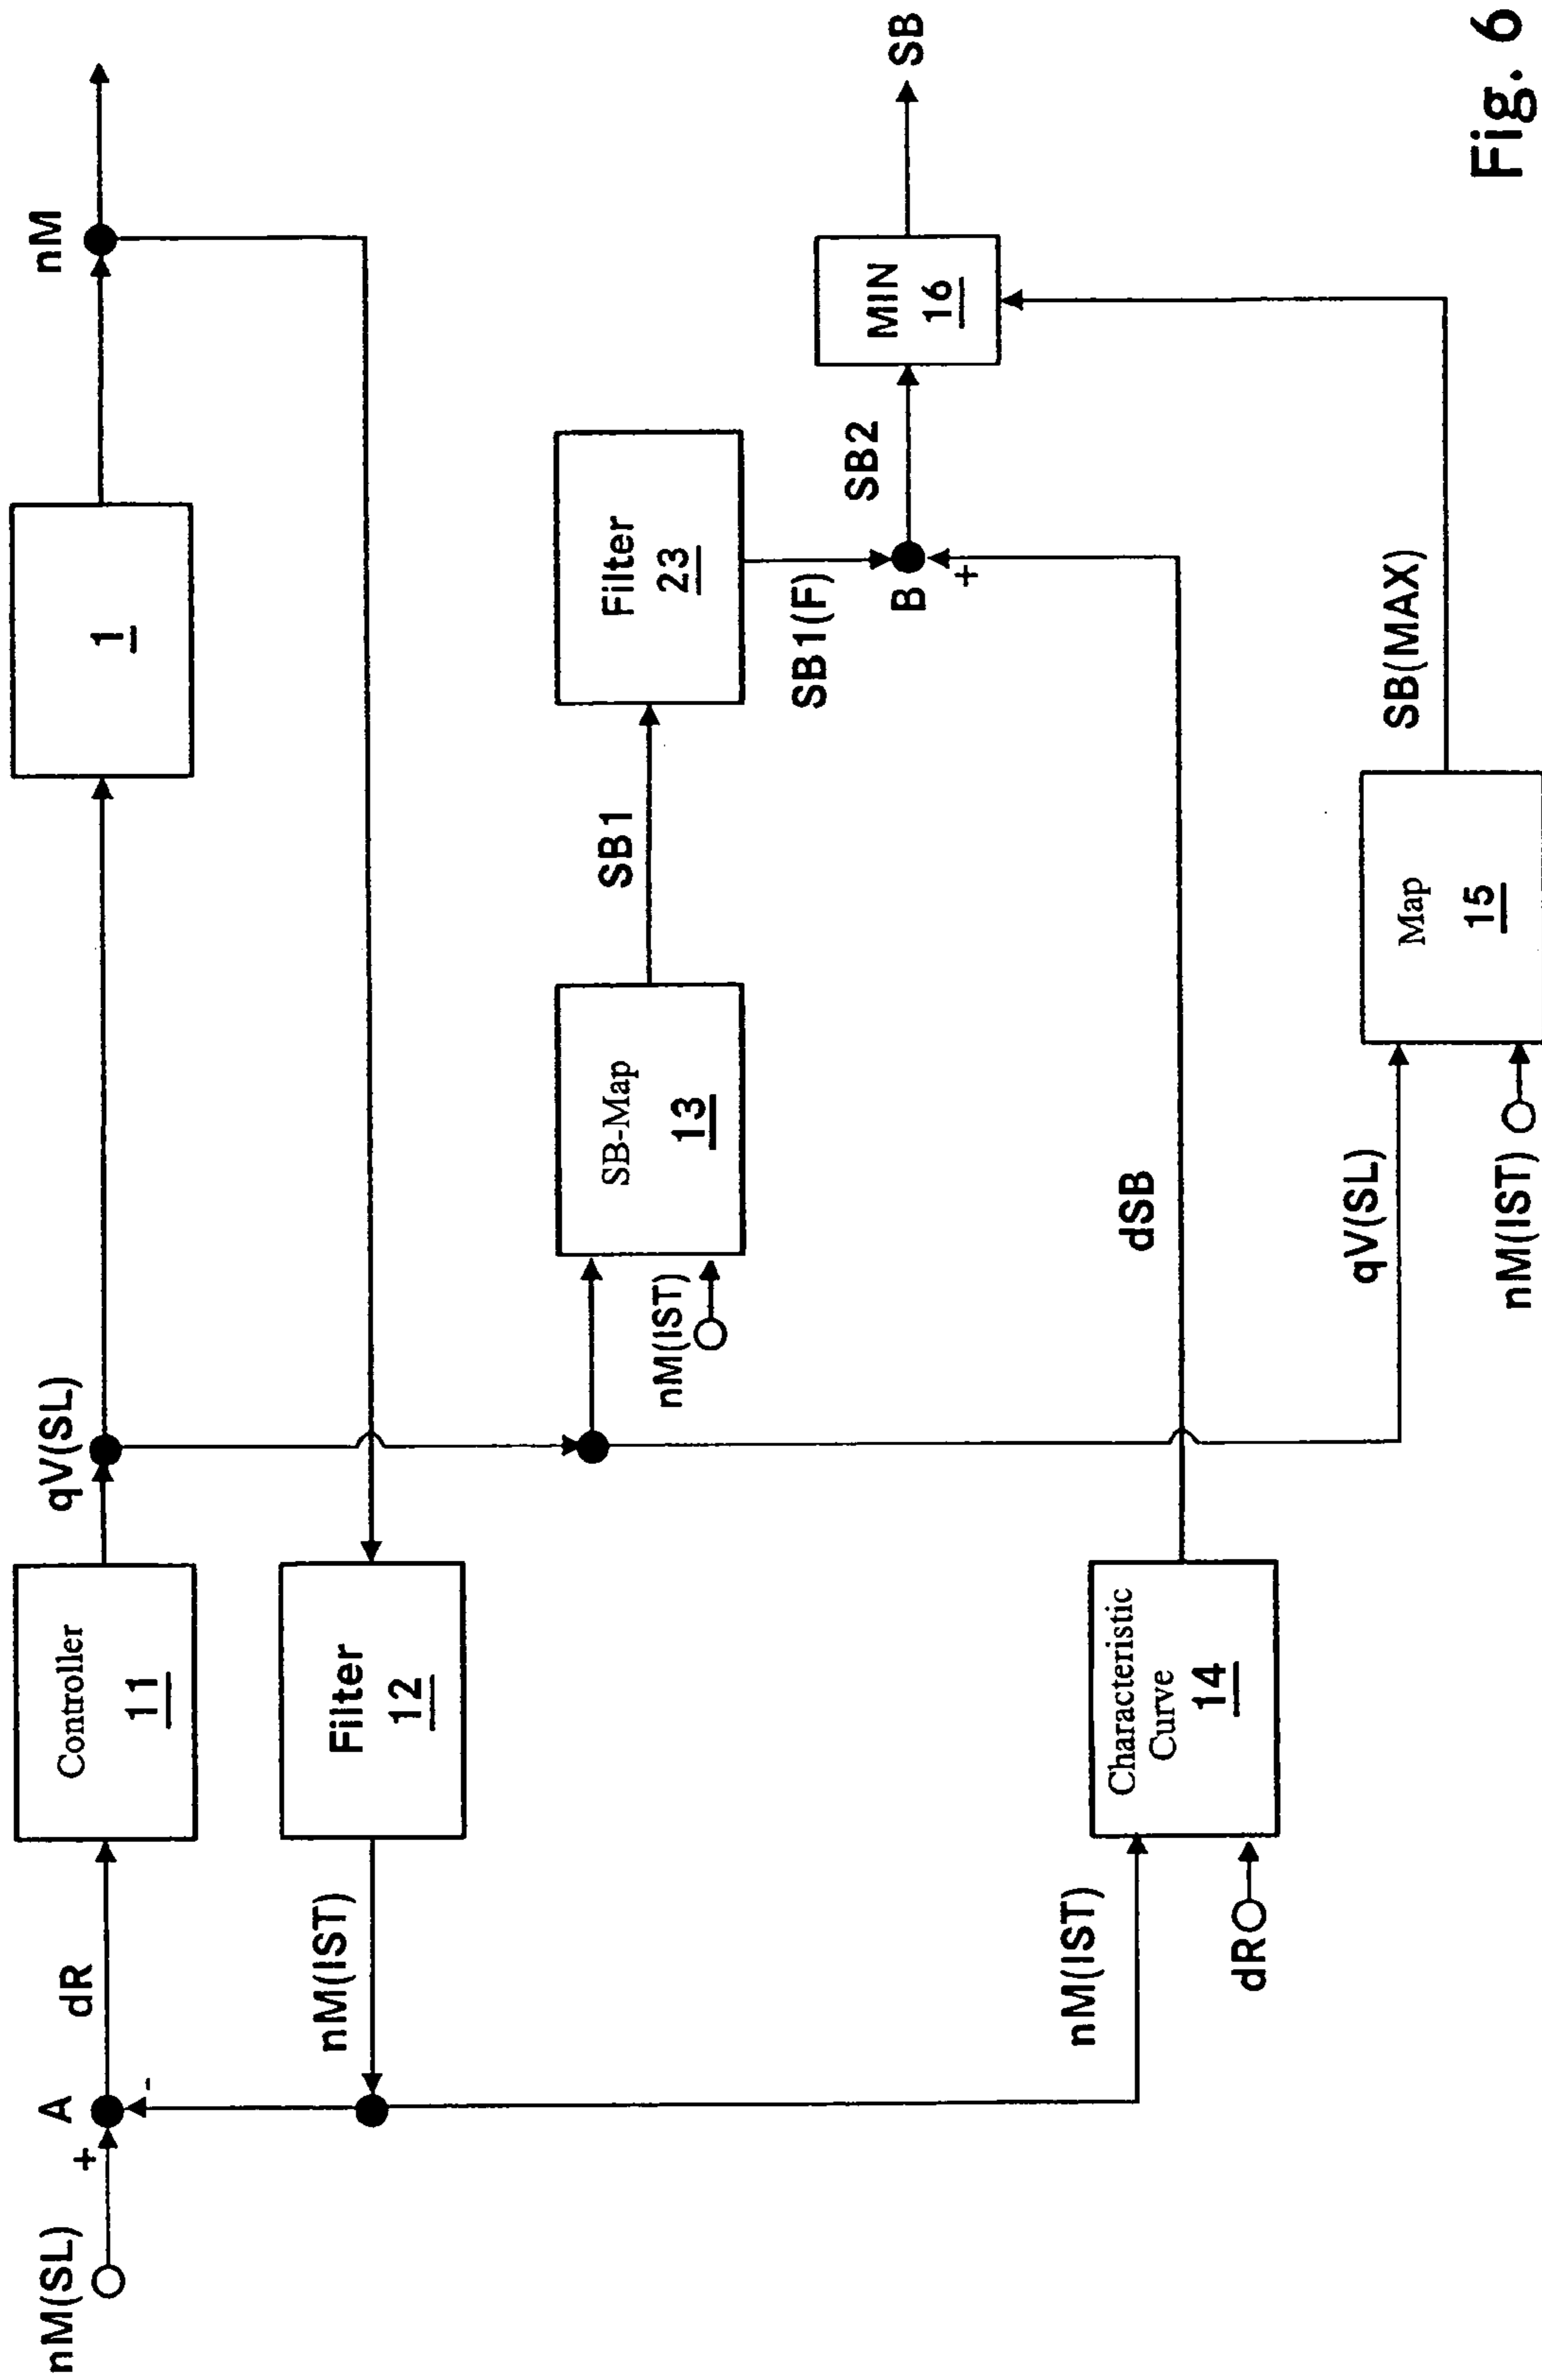 nM(SL)
+
A
-
dR
Controller
11
qV(SL)
1
nM
nM(IST)
Filter
12
SB-Map
13
nM(IST)
SB1
Filter
23
SB1(F)
B
+
SB2
MIN
16
SB
nM(IST)
dR
Characteristic
Curve
14
dSB
qV(SL)
nM(IST)
Map
15
SB(MAX)
Fig. 6